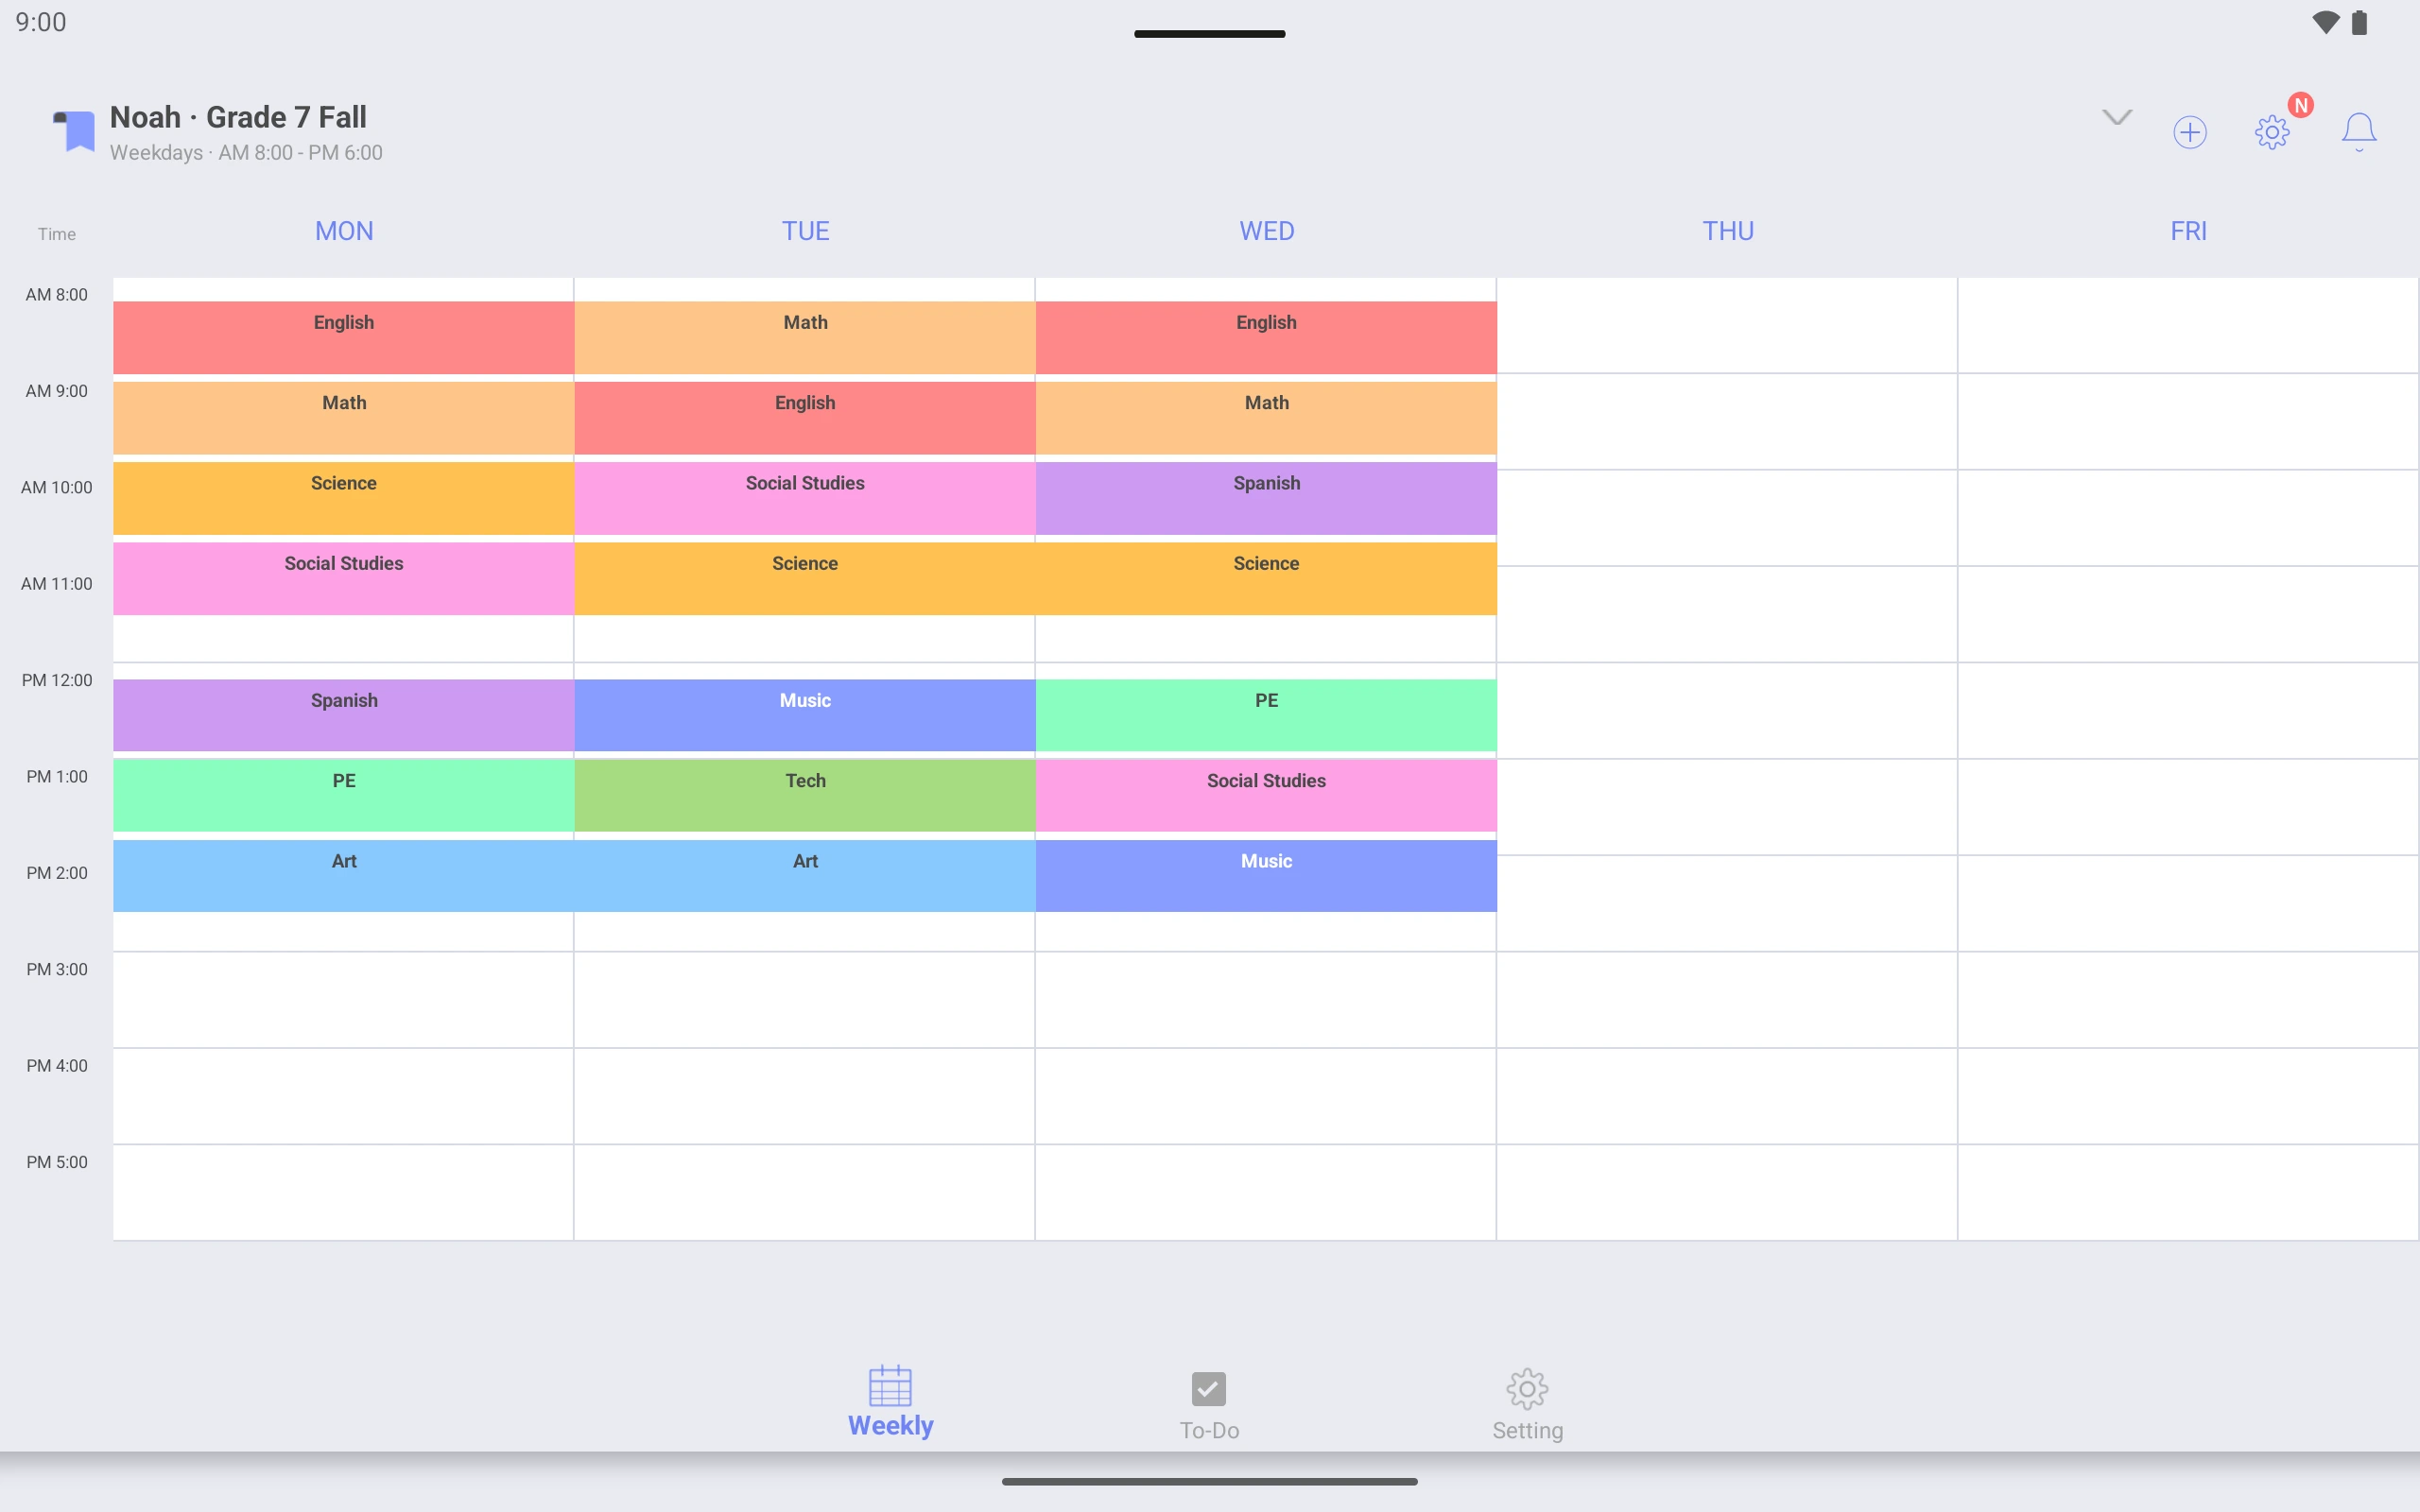 9:00
Noah · Grade 7 Fall
N
Weekdays · AM 8:00 - PM 6:00
Time MON TUE WED THU FRI
AM 8:00
English Math English
AM 9:00
Math English Math
AM 10:00
Science Social Studies Spanish
Social Studies Science Science
AM 11:00
PM 12:00
Spanish Music PE
PM 1:00
PE Tech Social Studies
Art Art Music
PM 2:00
PM 3:00
PM 4:00
PM 5:00
Weekly To-Do Setting